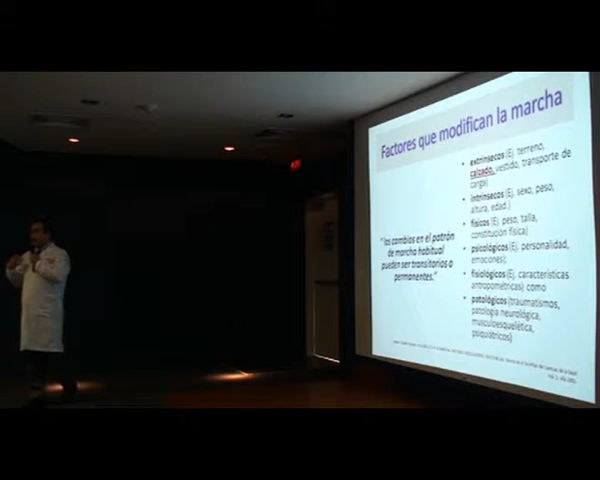 Factores que modifican la marcha
"los cambios en el patrón
de marcha habitual
pueden ser transitorios o
permanentes."
• extrínsecos (Ej. terreno,
calzado, vestido, transporte de
carga)
• intrínsecos (Ej. sexo, peso,
altura, edad.)
• físicos (Ej. peso, talla,
constitución física)
• psicológicos (Ej. personalidad,
emociones);
• fisiológicos (Ej. características
antropométricas) como
• patológicos (traumatismos,
patología neurológica,
musculoesquelética,
psiquiátricos)